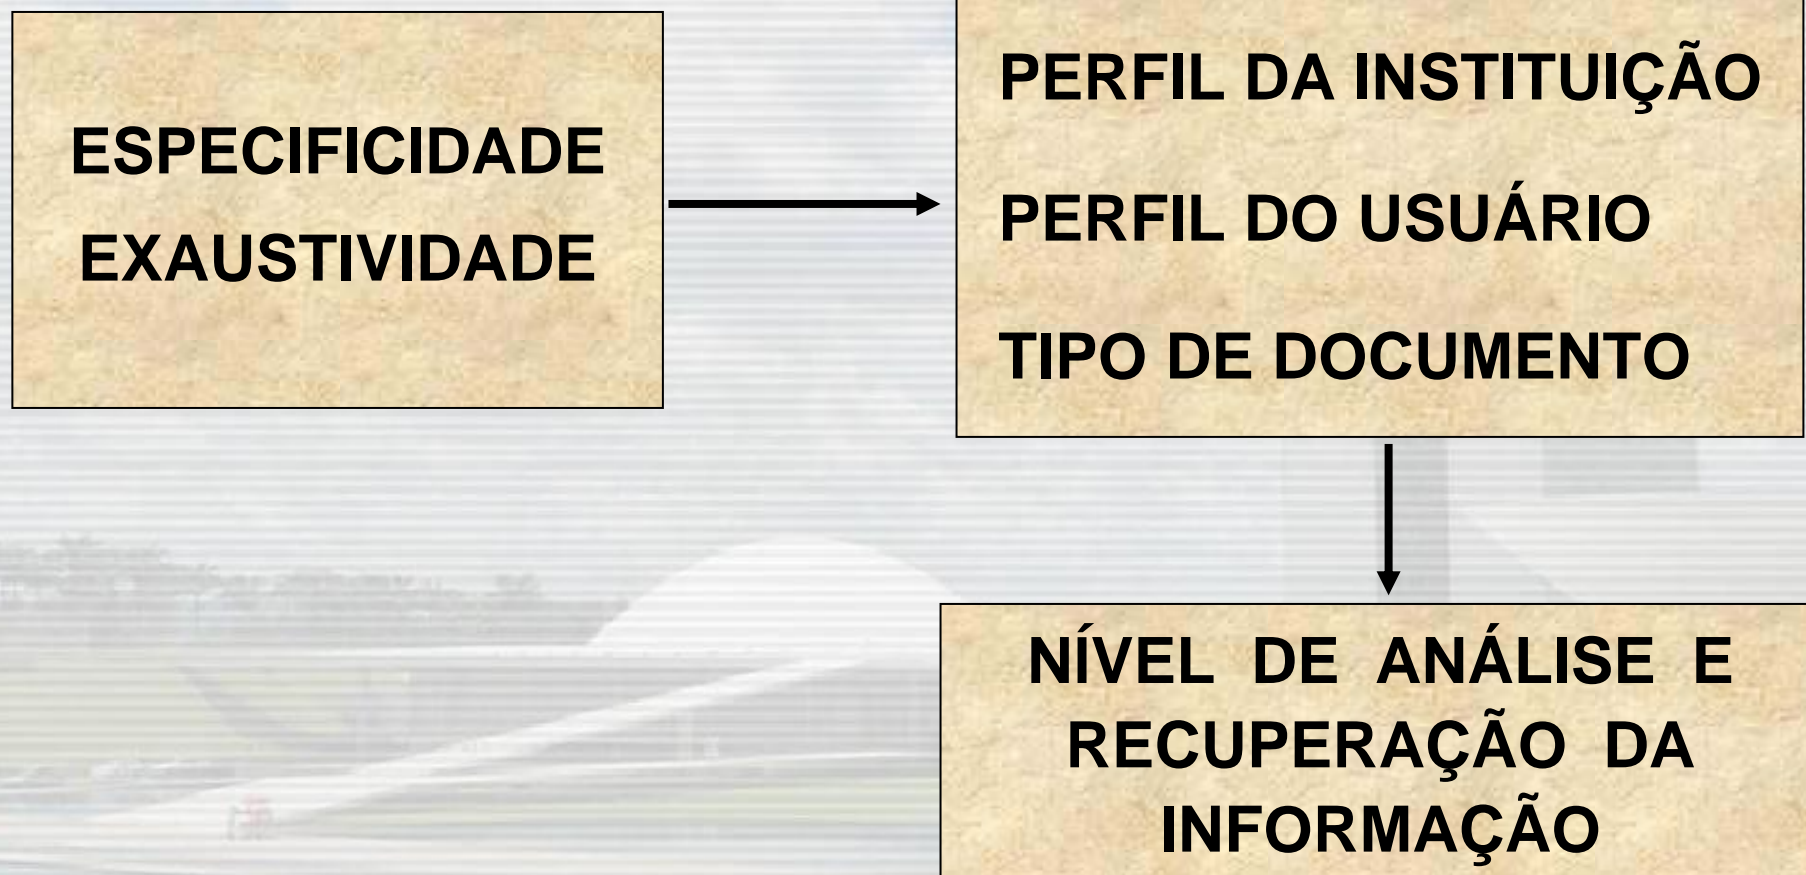 ESPECIFICIDADE
EXAUSTIVIDADE
PERFIL DA INSTITUIÇÃO
PERFIL DO USUÁRIO
TIPO DE DOCUMENTO
NÍVEL DE ANÁLISE E
RECUPERAÇÃO DA
INFORMAÇÃO